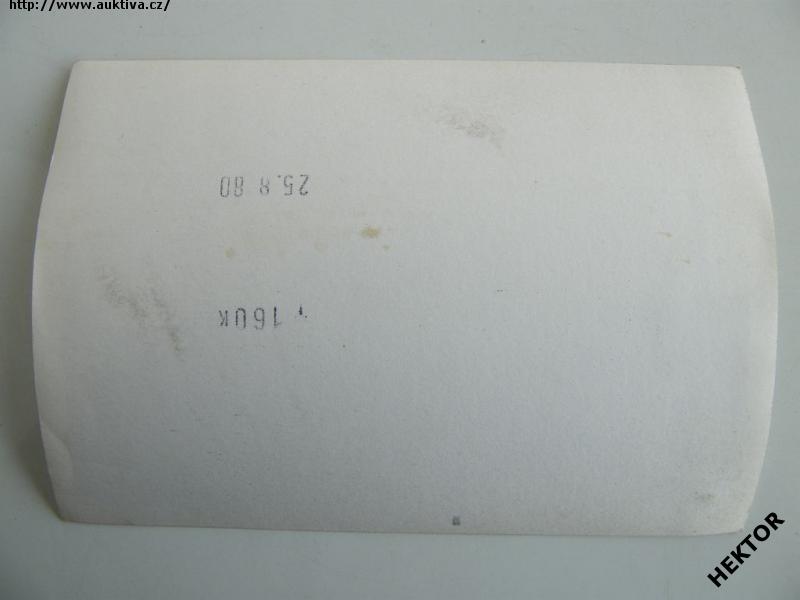 http://www.auktiva.cz/
25. 8 80
160K
HEKTOR